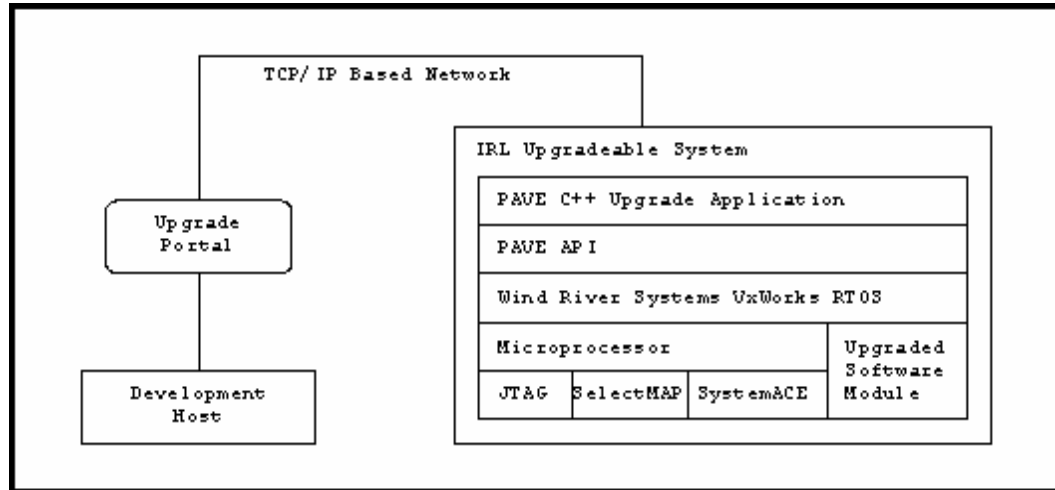 TCP/IP Based Network
IRL Upgradeable System
PAVE C++ Upgrade Application
Upgrade
Portal
PAVE API
Wind River Systems VxWorks RTOS
Microprocessor
Upgraded
Software
Module
JTAG
SelectMAP
SystemACE
Development
Host